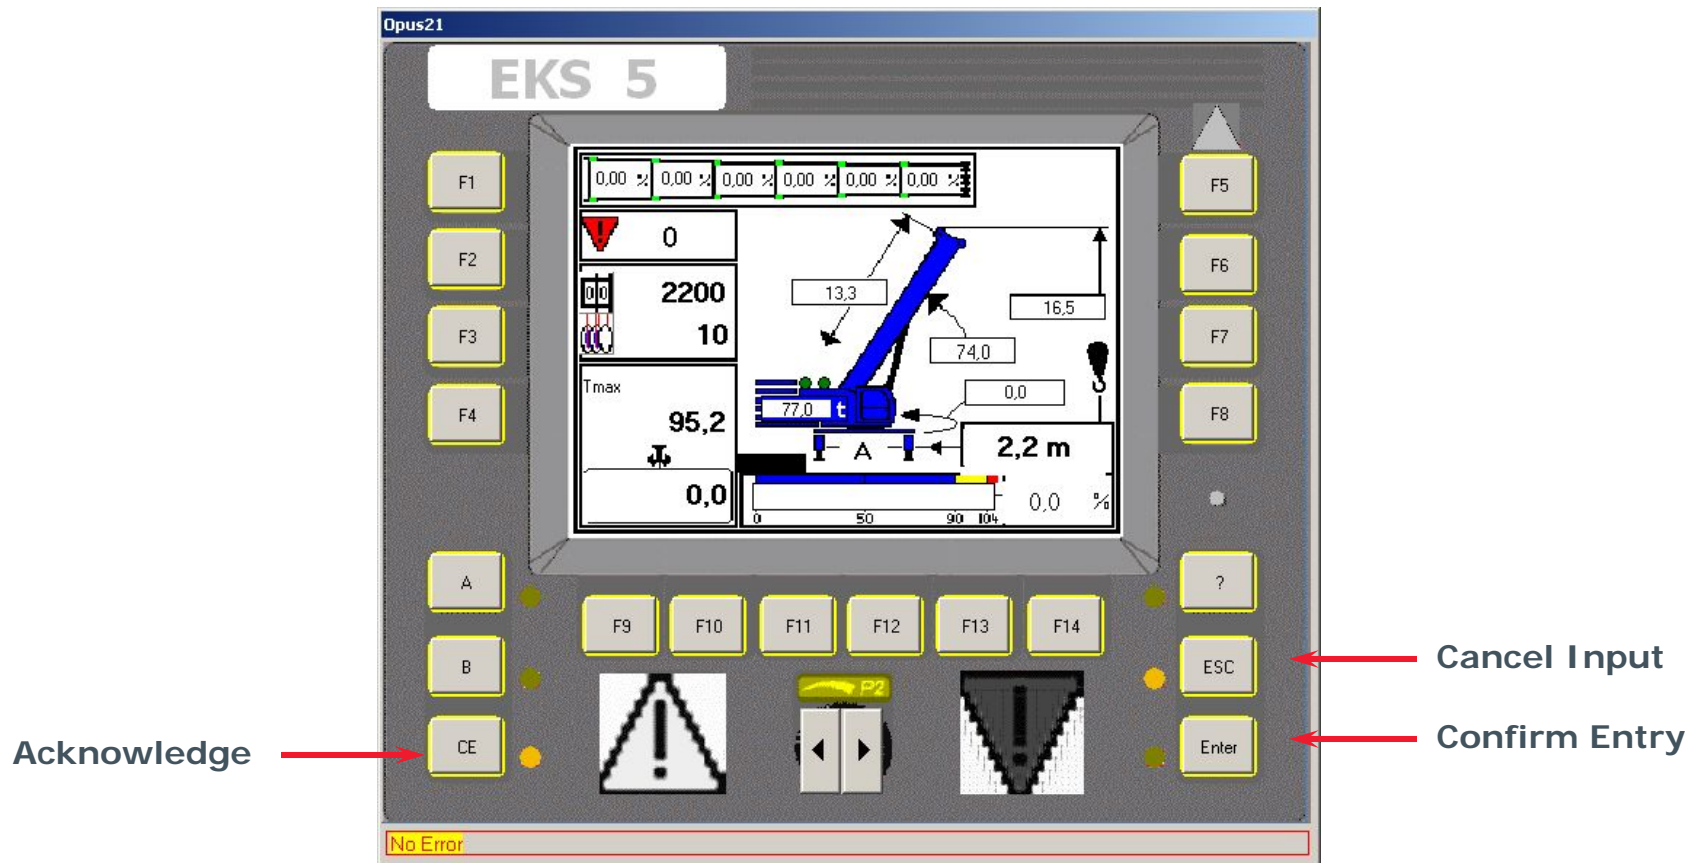 Opus21
EKS 5
F1
F2
F3
F4
F5
F6
F7
F8
0,00 % 0,00 % 0,00 % 0,00 % 0,00 % 0,00 %
0
00
2200
10
Tmax
95,2
0,0
13,3
16,5
74,0
0,0
77,0 t
A
2,2 m
0,0 %
0 50 90 104
A
B
CE
?
ESC
Enter
F9 F10 F11 F12 F13 F14
P2
Acknowledge
Cancel Input
Confirm Entry
No Error